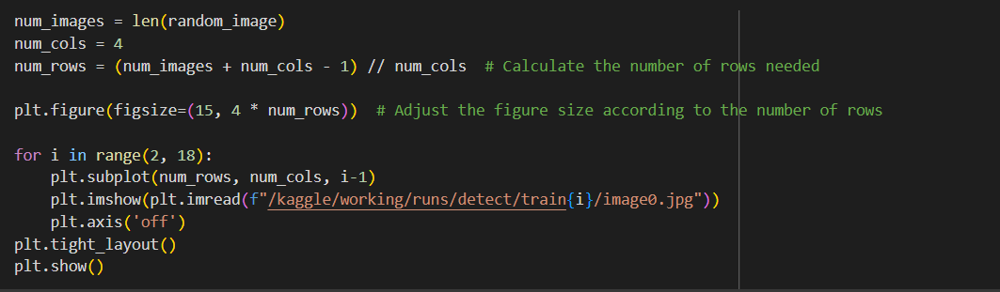 num_images = len(random_image)
num_cols = 4
num_rows = (num_images + num_cols - 1) // num_cols  # Calculate the number of rows needed
plt.figure(figsize=(15, 4 * num_rows))  # Adjust the figure size according to the number of rows
for i in range(2, 18):
    plt.subplot(num_rows, num_cols, i-1)
    plt.imshow(plt.imread(f"/kaggle/working/runs/detect/train{i}/image0.jpg"))
    plt.axis('off')
plt.tight_layout()
plt.show()